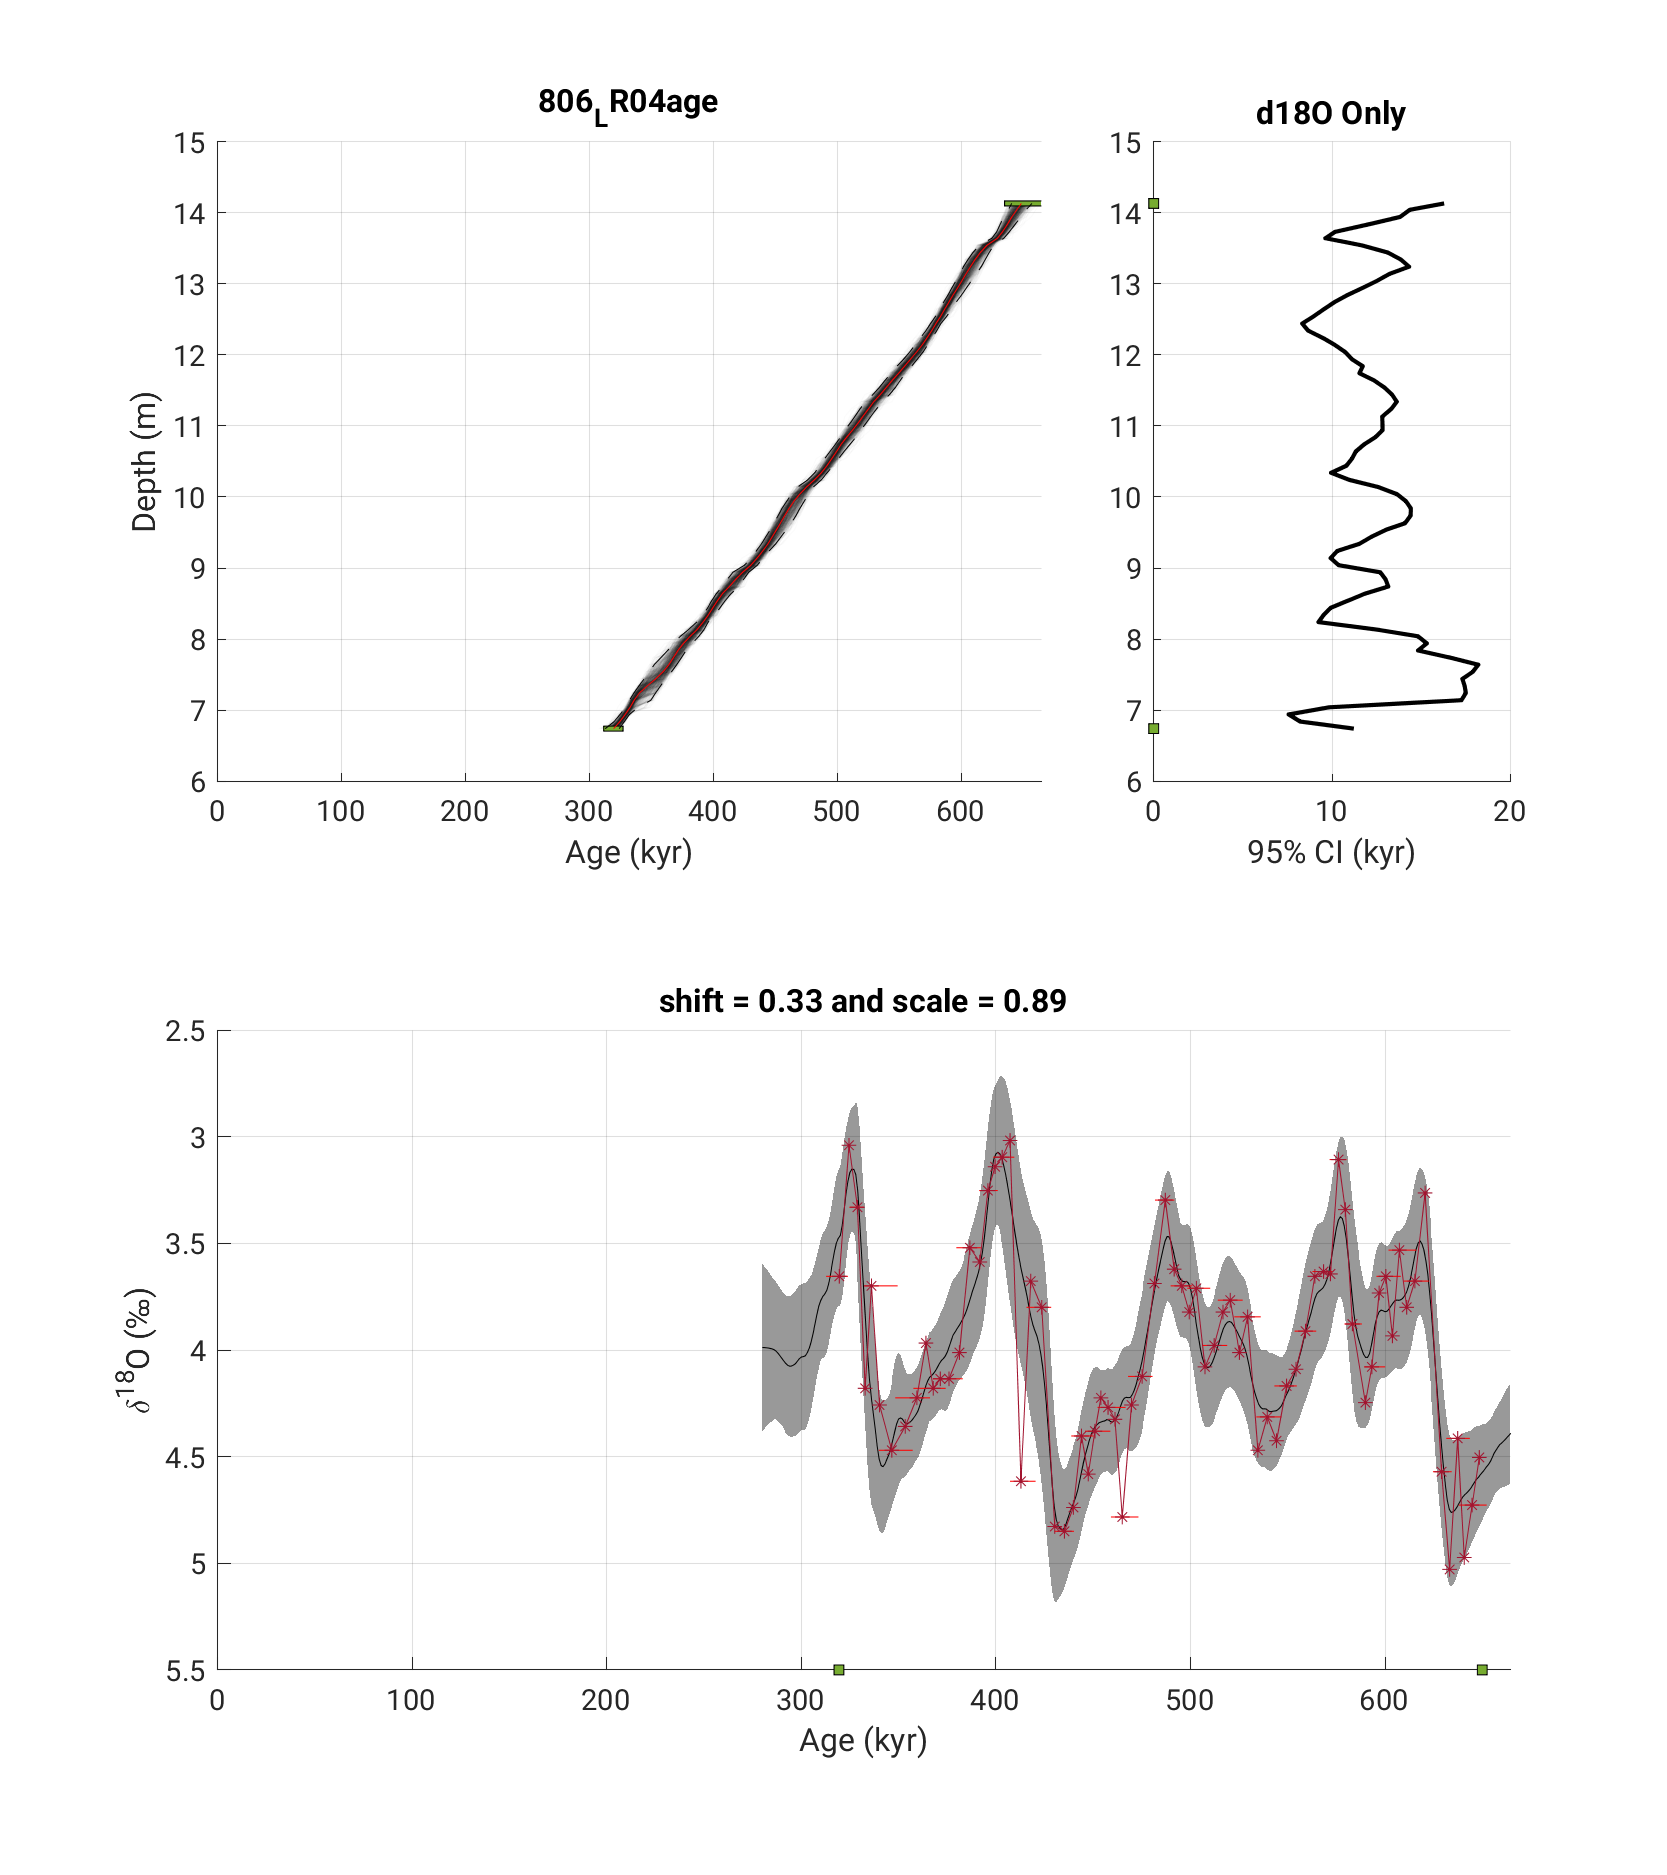 806LR04age
15
14
13
12
11
10
9
8
7
6
Depth (m)
0 100 200 300 400 500 600
Age (kyr)
d18O Only
15
14
13
12
11
10
9
8
7
6
0 10 20
95% CI (kyr)
shift = 0.33 and scale = 0.89
2.5
3
3.5
4
4.5
5
5.5
δ18O (‰)
0 100 200 300 400 500 600
Age (kyr)